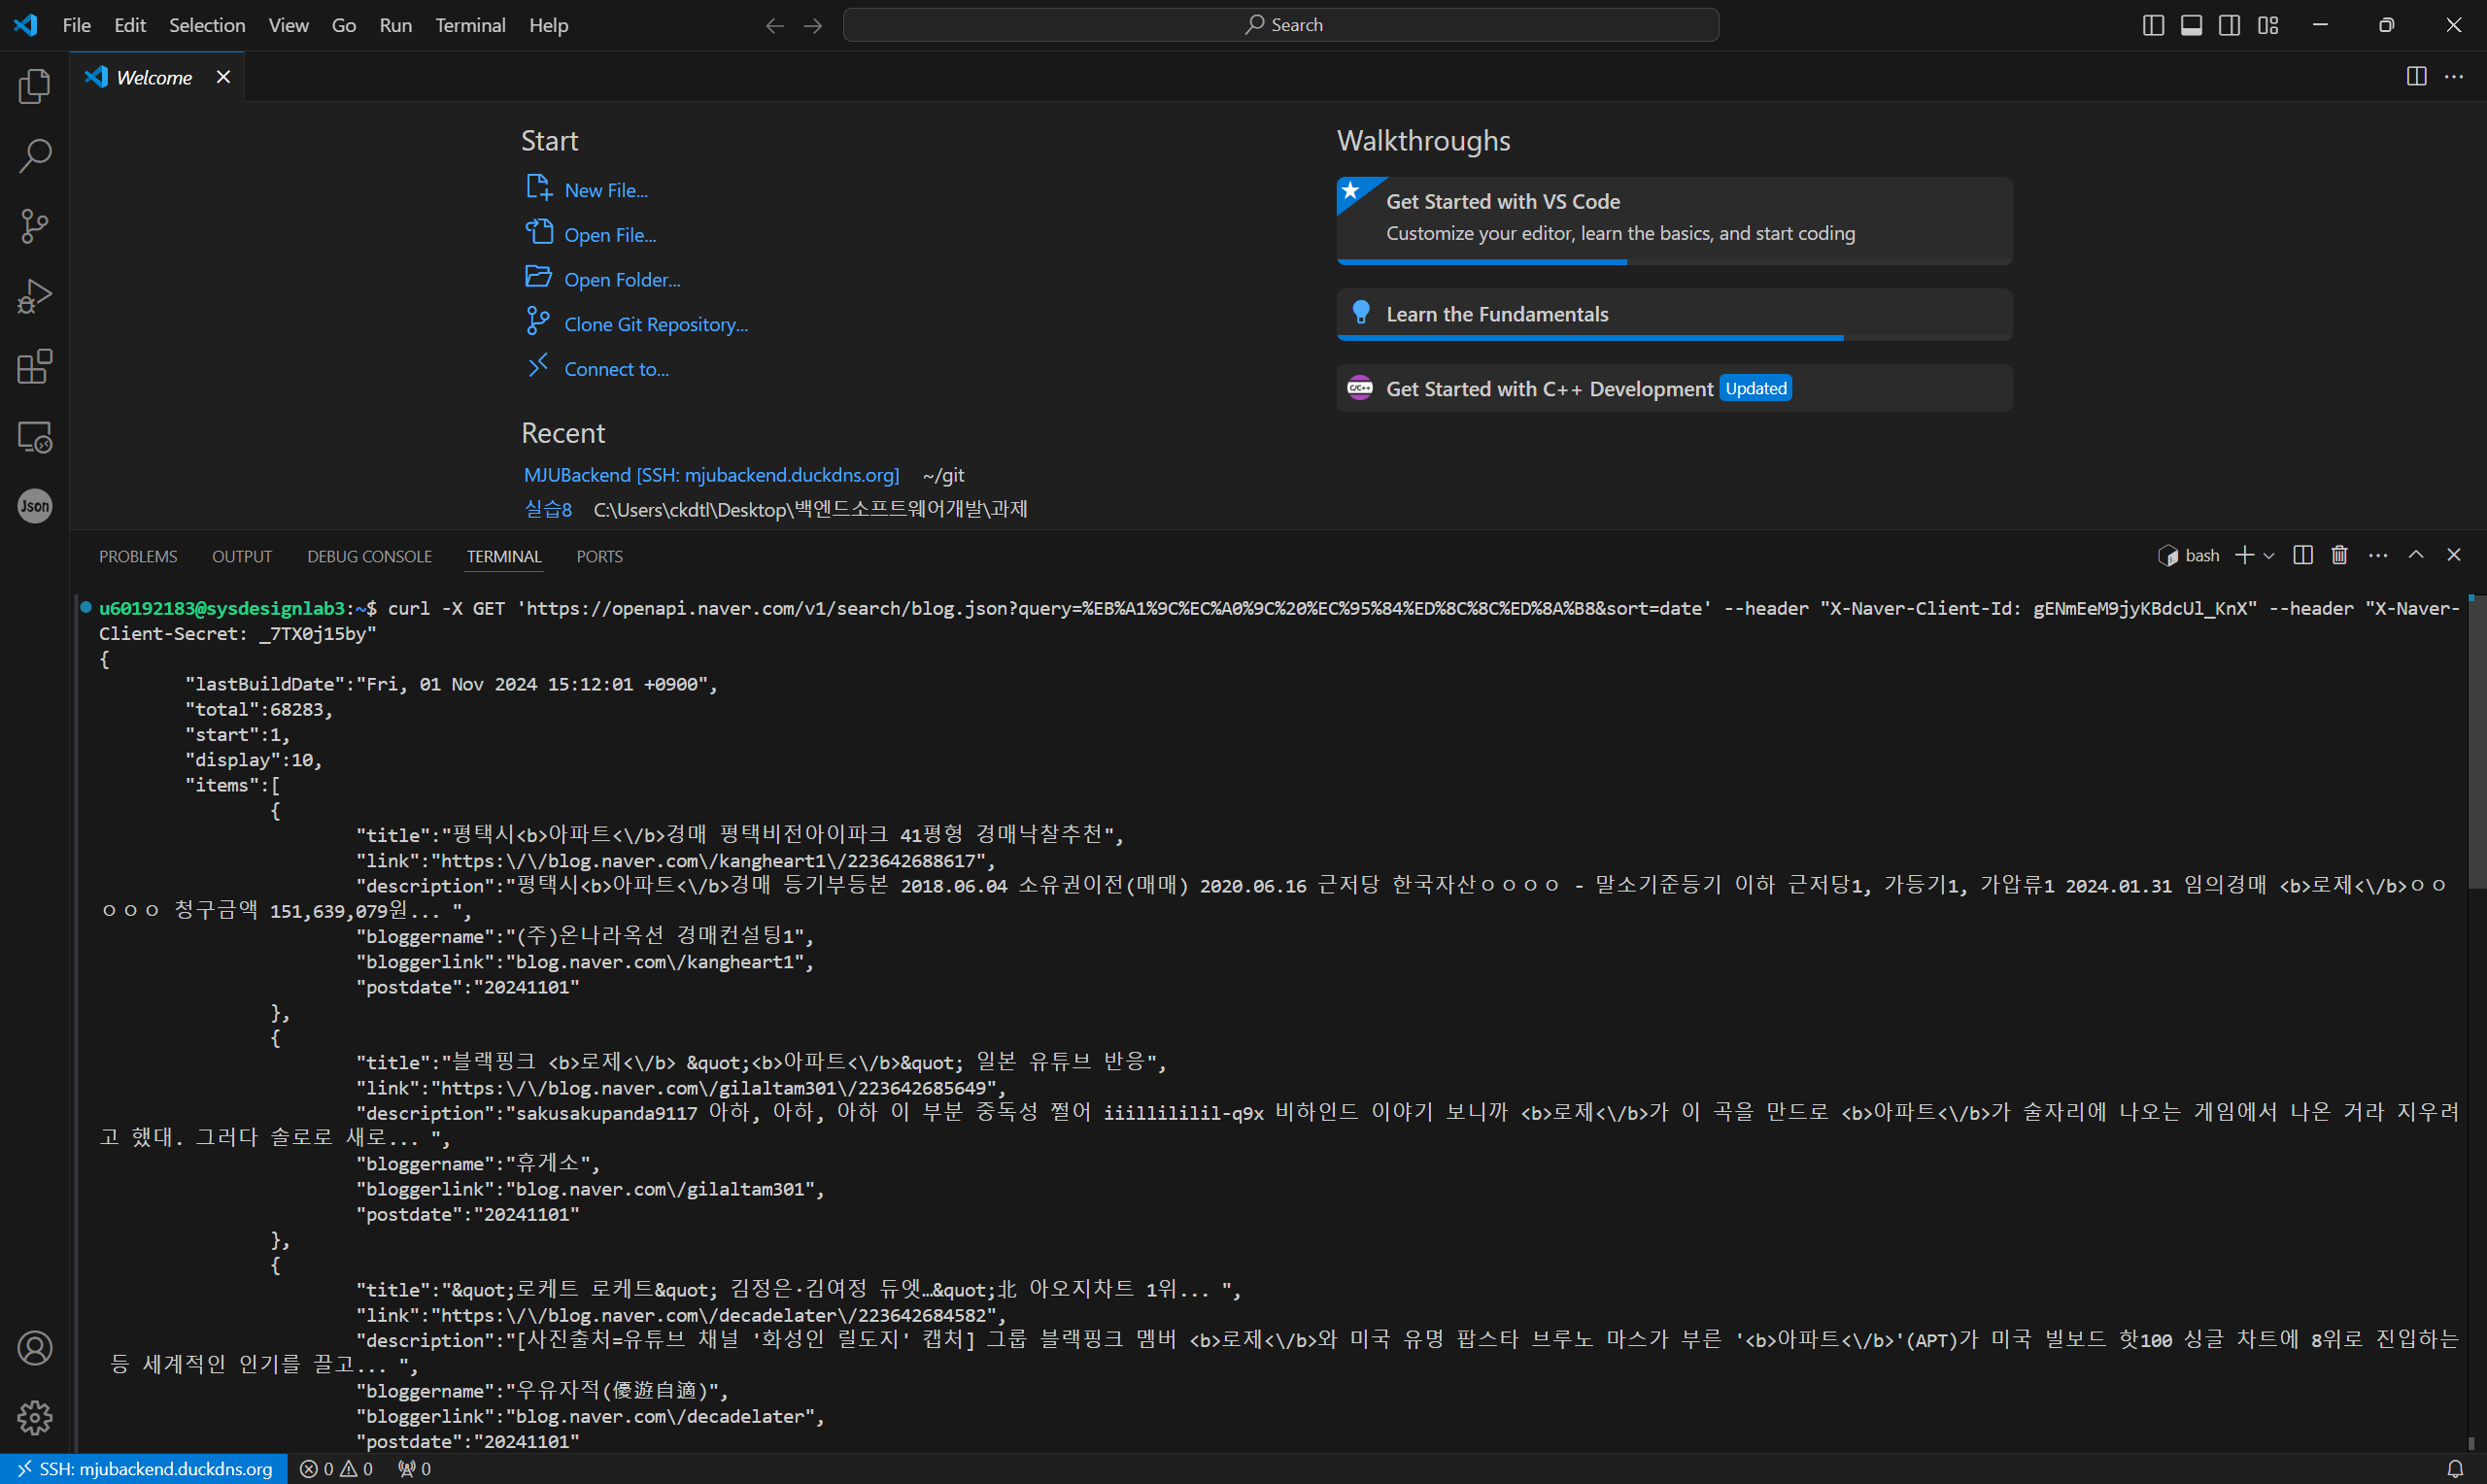 File Edit Selection View Go Run Terminal Help
Search
Welcome
Start
New File...
Open File...
Open Folder...
Clone Git Repository...
Connect to...
Recent
MJUBackend [SSH: mjubackend.duckdns.org] ~/git
실습8 C:\Users\ckdtl\Desktop\백엔드소프트웨어개발\과제
Walkthroughs
Get Started with VS Code
Customize your editor, learn the basics, and start coding
Learn the Fundamentals
C/C++ Get Started with C++ Development Updated
Json
PROBLEMS OUTPUT DEBUG CONSOLE TERMINAL PORTS
bash
u60192183@sysdesignlab3:~$ curl -X GET 'https://openapi.naver.com/v1/search/blog.json?query=%EB%A1%9C%EC%A0%9C%20%EC%95%84%ED%8C%8C%ED%8A%B8&sort=date' --header "X-Naver-Client-Id: gENmEeM9jyKBdcUl_KnX" --header "X-Naver-
Client-Secret: _7TX0j15by"
{
"lastBuildDate":"Fri, 01 Nov 2024 15:12:01 +0900",
"total":68283,
"start":1,
"display":10,
"items":[
{
"title":"평택시<b>아파트<\/b>경매 평택비전아이파크 41평형 경매낙찰추천",
"link":"https:\/\/blog.naver.com\/kangheart1\/223642688617",
"description":"평택시<b>아파트<\/b>경매 등기부등본 2018.06.04 소유권이전(매매) 2020.06.16 근저당 한국자산ㅇㅇㅇㅇ - 말소기준등기 이하 근저당1, 가등기1, 가압류1 2024.01.31 임의경매 <b>로제<\/b>ㅇㅇ
ㅇㅇㅇ 청구금액 151,639,079원... ",
"bloggername":"(주)온나라옥션 경매컨설팅1",
"bloggerlink":"blog.naver.com\/kangheart1",
"postdate":"20241101"
},
{
"title":"블랙핑크 <b>로제<\/b> &quot;<b>아파트<\/b>&quot; 일본 유튜브 반응",
"link":"https:\/\/blog.naver.com\/gilaltam301\/223642685649",
"description":"sakusakupanda9117 아하, 아하, 아하 이 부분 중독성 쩔어 iiillililil-q9x 비하인드 이야기 보니까 <b>로제<\/b>가 이 곡을 만드로 <b>아파트<\/b>가 술자리에 나오는 게임에서 나온 거라 지우려
고 했대. 그러다 솔로로 새로... ",
"bloggername":"휴게소",
"bloggerlink":"blog.naver.com\/gilaltam301",
"postdate":"20241101"
},
{
"title":"&quot;로케트 로케트&quot; 김정은·김여정 듀엣…&quot;北 아오지차트 1위... ",
"link":"https:\/\/blog.naver.com\/decadelater\/223642684582",
"description":"[사진출처=유튜브 채널 '화성인 릴도지' 캡처] 그룹 블랙핑크 멤버 <b>로제<\/b>와 미국 유명 팝스타 브루노 마스가 부른 '<b>아파트<\/b>'(APT)가 미국 빌보드 핫100 싱글 차트에 8위로 진입하는
등 세계적인 인기를 끌고... ",
"bloggername":"우유자적(優遊自適)",
"bloggerlink":"blog.naver.com\/decadelater",
"postdate":"20241101"
SSH: mjubackend.duckdns.org 0 0 0